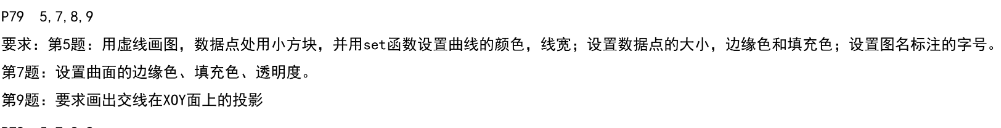 P79  5,7,8,9
要求：第5题：用虚线画图，数据点处用小方块，并用set函数设置曲线的颜色，线宽；设置数据点的大小，边缘色和填充色；设置图名标注的字号。
第7题：设置曲面的边缘色、填充色、透明度。
第9题：要求画出交线在XOY面上的投影